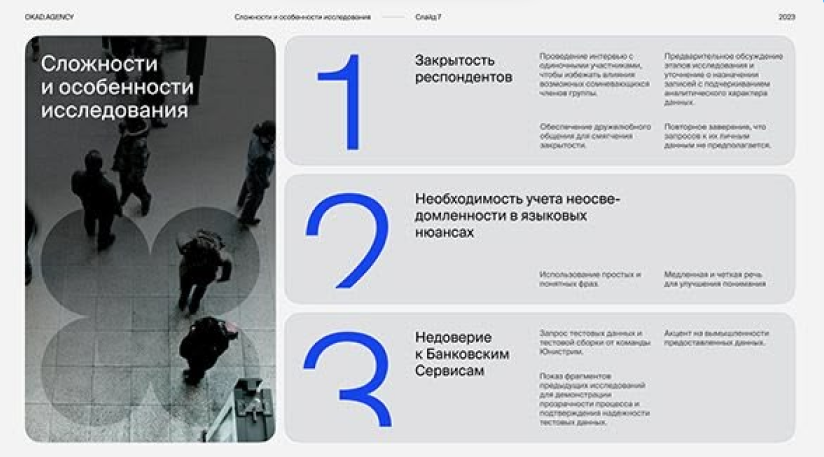 OKAD.AGENCY
Сложности и особенности исследования
Слайд 7
2023
Сложности
и особенности
исследования
1
Закрытость
респондентов
Проведение интервью с
одиночными участниками,
чтобы избежать влияния
возможных сомневающихся
членов группы.
Предварительное обсуждение
этапов исследования и
уточнение о назначении
записей с подчеркиванием
аналитического характера
данных.
Обеспечение дружелюбного
общения для смягчения
закрытости.
Повторное заверение, что
запросов к их личным
данным не предполагается.
2
Необходимость учета неосве-
домленности в языковых
нюансах
Использование простых и
понятных фраз.
Медленная и четкая речь
для улучшения понимания
3
Недоверие
к Банковским
Сервисам
Запрос тестовых данных и
тестовой сборки от команды
Юнистрим.
Акцент на вымышленности
предоставленных данных.
Показ фрагментов
предыдущих исследований
для демонстрации
прозрачности процесса и
подтверждения надежности
тестовых данных.